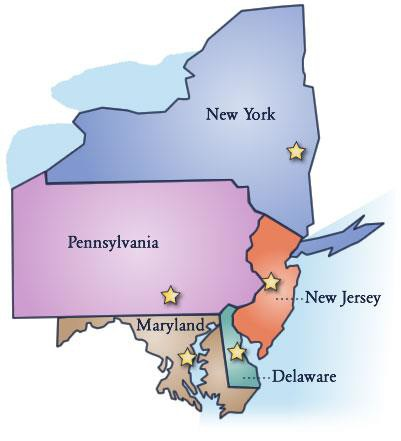 New York
Pennsylvania
New Jersey
Maryland
Delaware